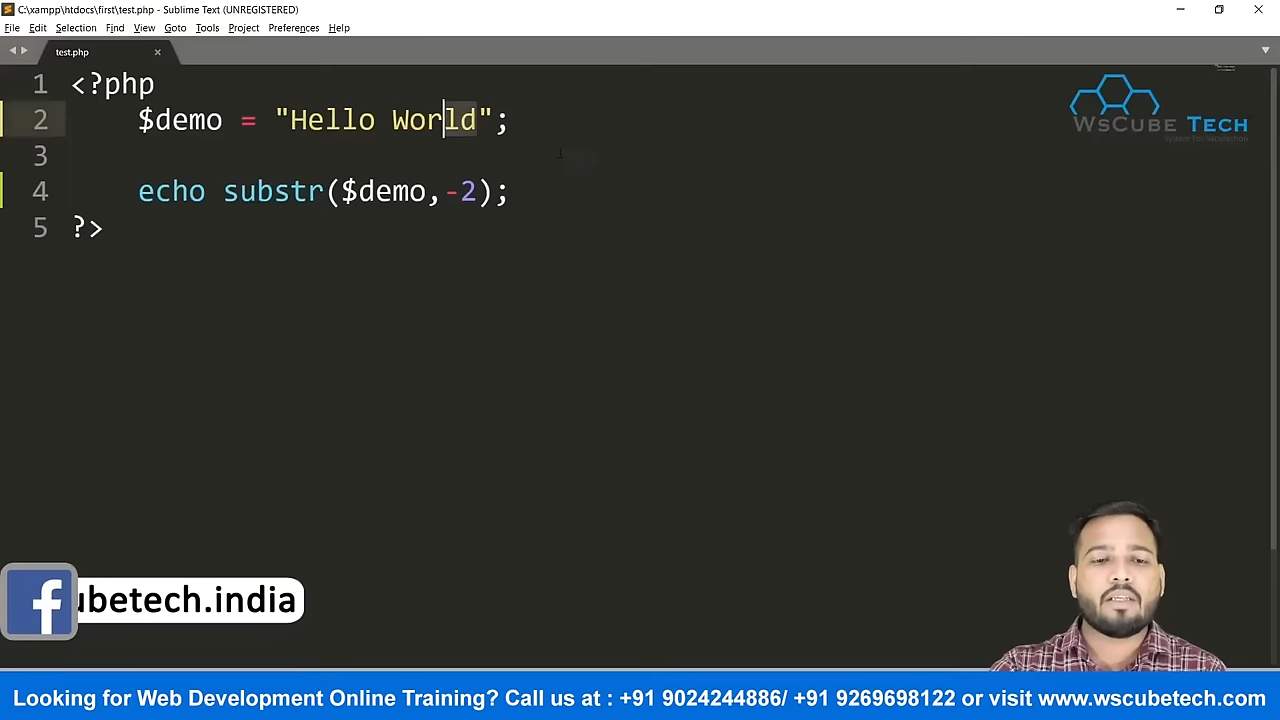 C:\xampp\htdocs\first\test.php - Sublime Text (UNREGISTERED)
File Edit Selection Find View Goto Tools Project Preferences Help
test.php
1 <?php
2 $demo = "Hello World";
3
4 echo substr($demo,-2);
5 ?>
WsCube Tech
ubetech.india
Looking for Web Development Online Training? Call us at : +91 9024244886/ +91 9269698122 or visit www.wscubetech.com